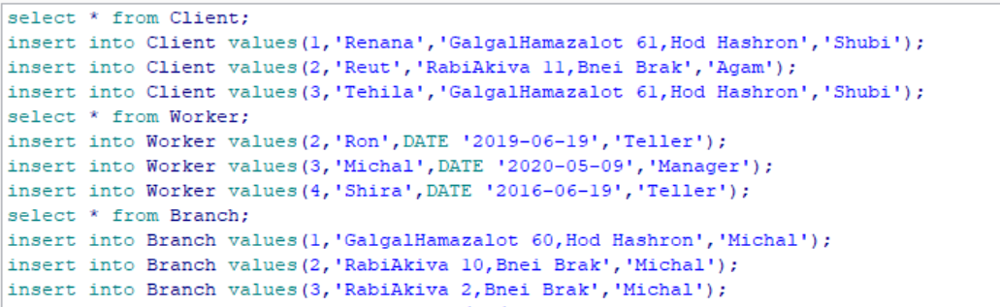 select * from Client;
insert into Client values(1,'Renana','GalgalHamazalot 61,Hod Hashron','Shubi');
insert into Client values(2,'Reut','RabiAkiva 11,Bnei Brak','Agam');
insert into Client values(3,'Tehila','GalgalHamazalot 61,Hod Hashron','Shubi');
select * from Worker;
insert into Worker values(2,'Ron',DATE '2019-06-19','Teller');
insert into Worker values(3,'Michal',DATE '2020-05-09','Manager');
insert into Worker values(4,'Shira',DATE '2016-06-19','Teller');
select * from Branch;
insert into Branch values(1,'GalgalHamazalot 60,Hod Hashron','Michal');
insert into Branch values(2,'RabiAkiva 10,Bnei Brak','Michal');
insert into Branch values(3,'RabiAkiva 2,Bnei Brak','Michal');